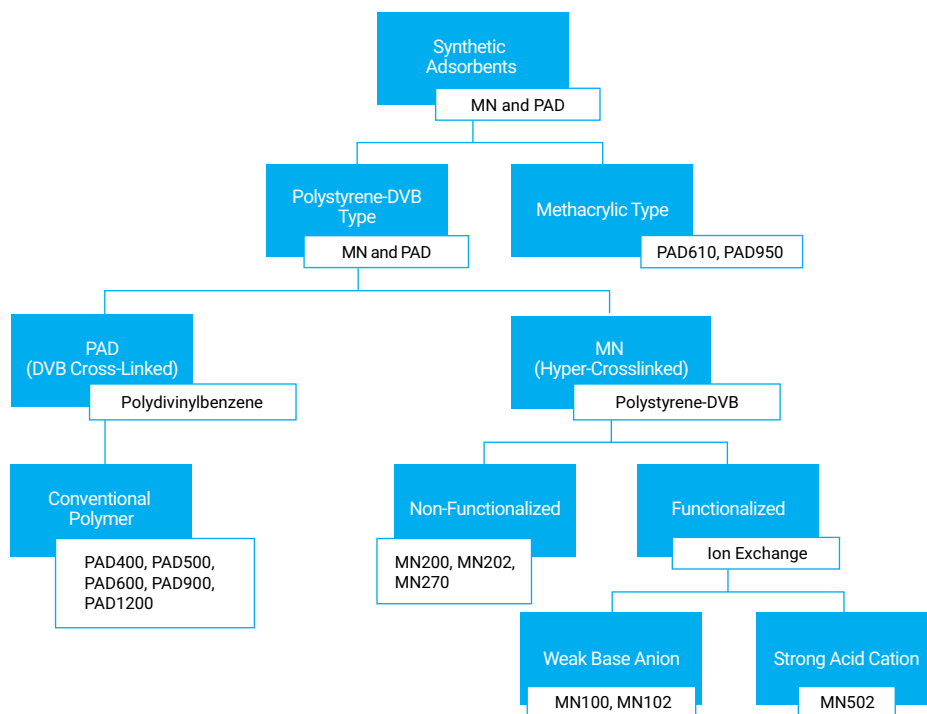 Synthetic
Adsorbents
MN and PAD
Polystyrene-DVB
Type
MN and PAD
Methacrylic Type
PAD610, PAD950
PAD
(DVB Cross-Linked)
Polydivinylbenzene
MN
(Hyper-Crosslinked)
Polystyrene-DVB
Conventional
Polymer
PAD400, PAD500,
PAD600, PAD900,
PAD1200
Non-Functionalized
MN200, MN202,
MN270
Functionalized
Ion Exchange
Weak Base Anion
MN100, MN102
Strong Acid Cation
MN502